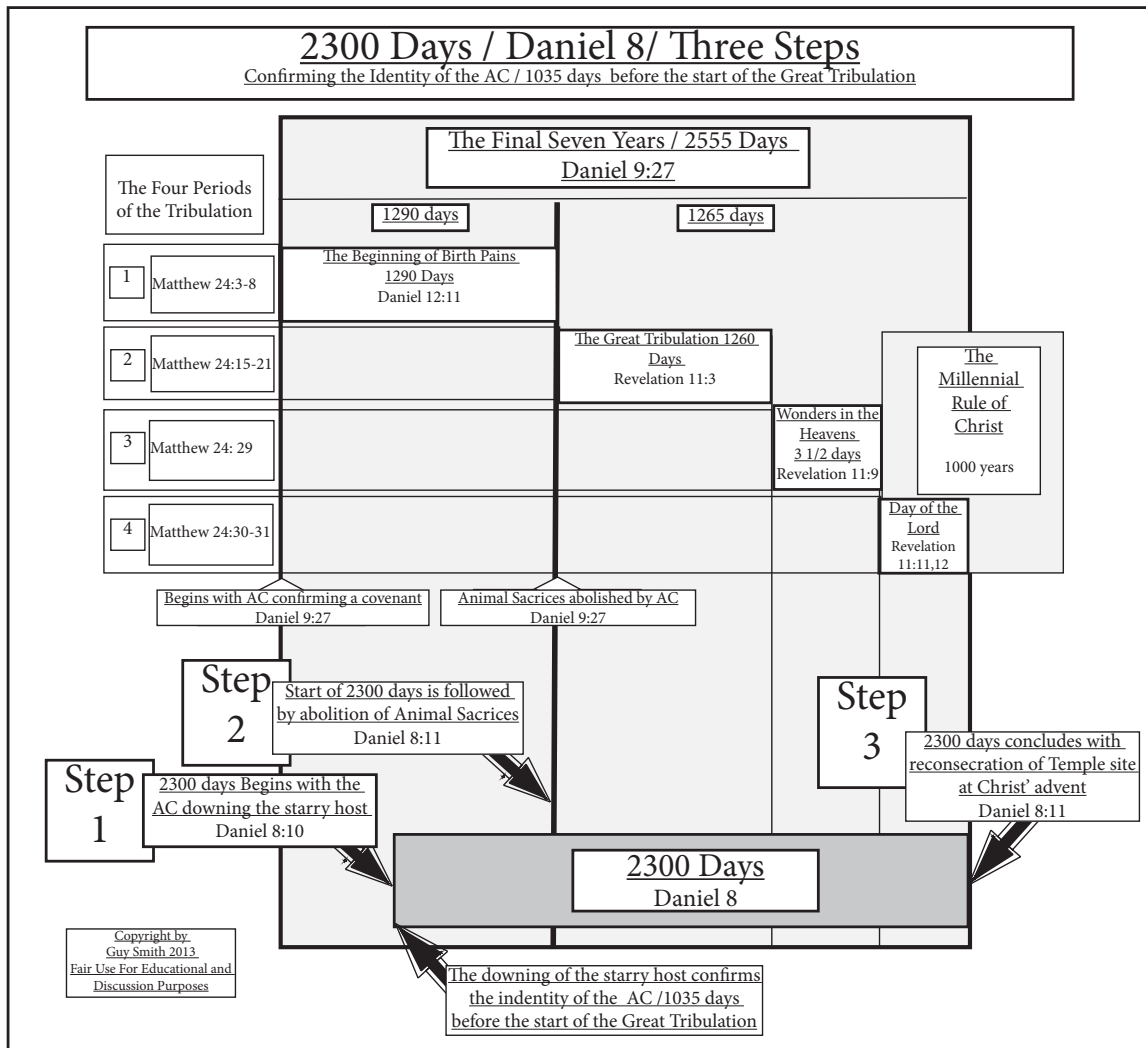 2300 Days / Daniel 8/ Three Steps
Confirming the Identity of the AC / 1035 days before the start of the Great Tribulation
The Final Seven Years / 2555 Days
Daniel 9:27
The Four Periods
of the Tribulation
1290 days
1265 days
1
Matthew 24:3-8
The Beginning of Birth Pains
1290 Days
Daniel 12:11
2
Matthew 24:15-21
The Great Tribulation 1260
Days
Revelation 11:3
The
Millennial
Rule of
Christ
1000 years
3
Matthew 24: 29
Wonders in the
Heavens
3 1/2 days
Revelation 11:9
4
Matthew 24:30-31
Day of the
Lord
Revelation
11:11,12
Begins with AC confirming a covenant
Daniel 9:27
Animal Sacrices abolished by AC
Daniel 9:27
Step
2
Start of 2300 days is followed
by abolition of Animal Sacrices
Daniel 8:11
Step
3
2300 days concludes with
reconsecration of Temple site
at Christ' advent
Daniel 8:11
Step
1
2300 days Begins with the
AC downing the starry host
Daniel 8:10
2300 Days
Daniel 8
Copyright by
Guy Smith 2013
Fair Use For Educational and
Discussion Purposes
The downing of the starry host confirms
the indentity of the AC /1035 days
before the start of the Great Tribulation